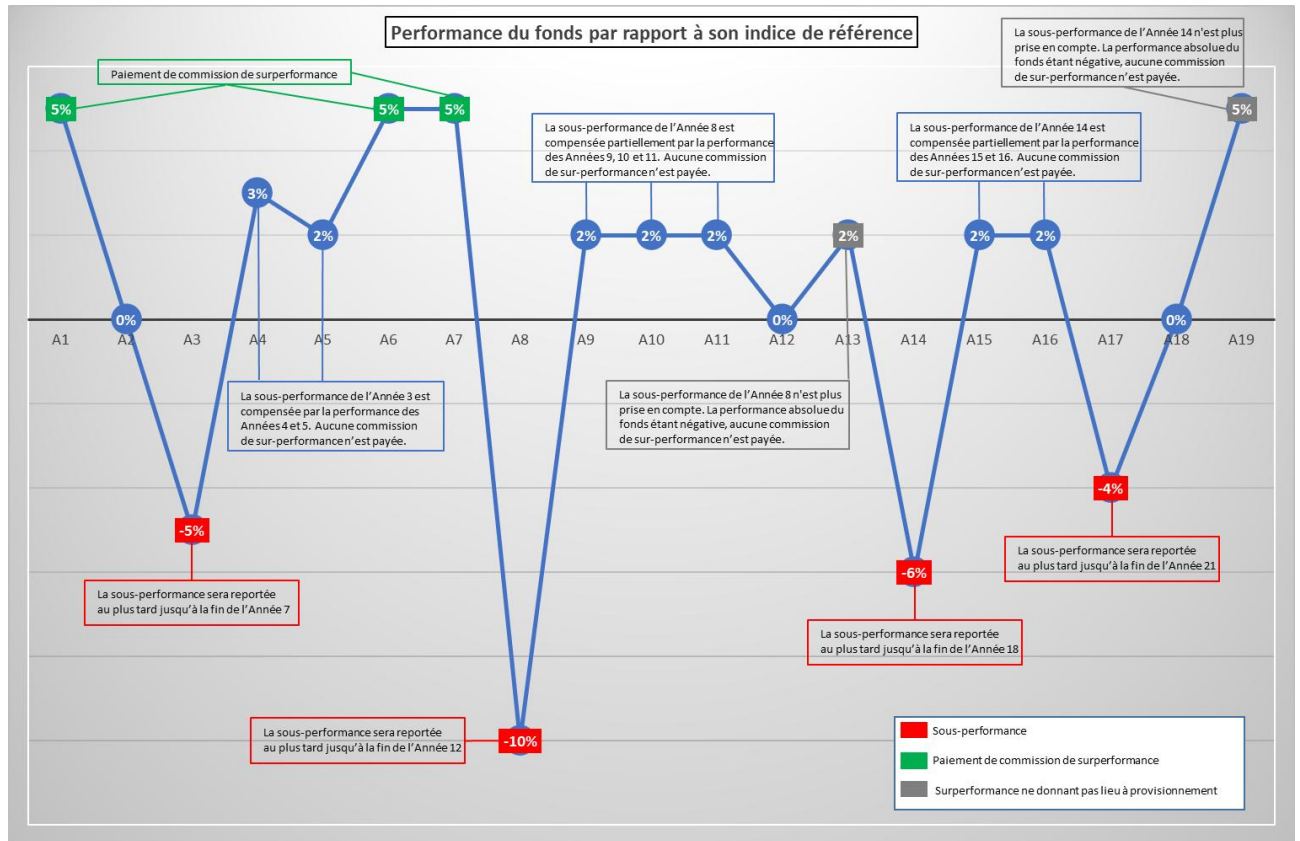 Performance du fonds par rapport à son indice de référence
La sous-performance de l'Année 14 n'est plus
prise en compte. La performance absolue du
fonds étant négative, aucune commission
de sur-performance n'est payée.
Paiement de commission de surperformance
5%
5%
5%
5%
La sous-performance de l'Année 8 est
compensée partiellement par la performance
des Années 9, 10 et 11. Aucune commission
de sur-performance n'est payée.
La sous-performance de l'Année 14 est
compensée partiellement par la performance
des Années 15 et 16. Aucune commission
de sur-performance n'est payée.
3%
2%
2%
2%
2%
2%
2%
2%
0%
0%
0%
A1
A2
A3
A4
A5
A6
A7
A8
A9
A10
A11
A12
A13
A14
A15
A16
A17
A18
A19
La sous-performance de l'Année 3 est
compensée par la performance des
Années 4 et 5. Aucune commission
de sur-performance n'est payée.
La sous-performance de l'Année 8 n'est plus
prise en compte. La performance absolue du
fonds étant négative, aucune commission
de sur-performance n'est payée.
-5%
-4%
-6%
La sous-performance sera reportée
au plus tard jusqu'à la fin de l'Année 7
La sous-performance sera reportée
au plus tard jusqu'à la fin de l'Année 21
La sous-performance sera reportée
au plus tard jusqu'à la fin de l'Année 18
La sous-performance sera reportée
au plus tard jusqu'à la fin de l'Année 12
-10%
Sous-performance
Paiement de commission de surperformance
Surperformance ne donnant pas lieu à provisionnement